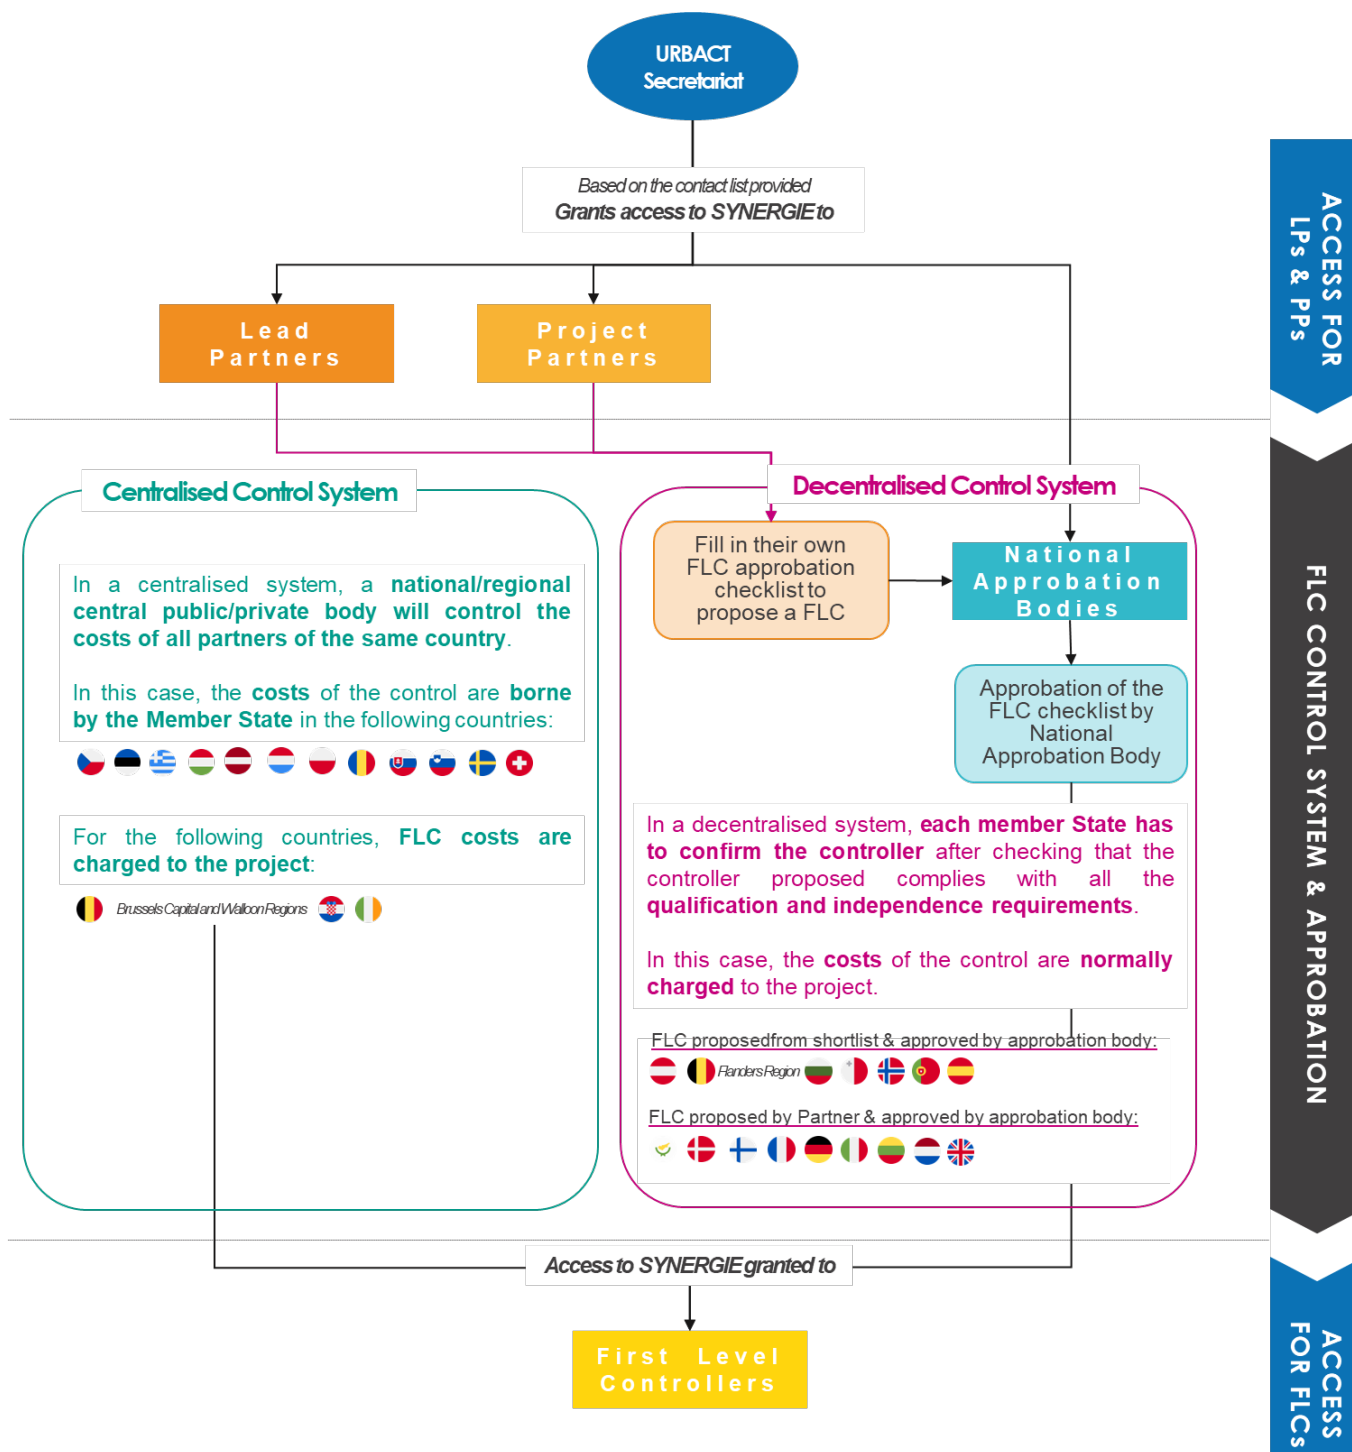 URBACT
Secretariat
Based on the contact list provided
Grants access to SYNERGIE to
Lead
Partners
Project
Partners
ACCESS FOR
LPs & PPs
Centralised Control System
In a centralised system, a national/regional
central public/private body will control the
costs of all partners of the same country.
In this case, the costs of the control are borne
by the Member State in the following countries:
For the following countries, FLC costs are
charged to the project:
Brussels Capital and Walloon Regions
Decentralised Control System
Fill in their own
FLC approbation
checklist to
propose a FLC
National
Approbation
Bodies
Approbation of the
FLC checklist by
National
Approbation Body
In a decentralised system, each member State has
to confirm the controller after checking that the
controller proposed complies with all the
qualification and independence requirements.
In this case, the costs of the control are normally
charged to the project.
FLC proposedfrom shortlist & approved by approbation body:
Flanders Region
FLC proposed by Partner & approved by approbation body:
FLC CONTROL SYSTEM & APPROBATION
Access to SYNERGIE granted to
First Level
Controllers
ACCESS
FOR FLCs